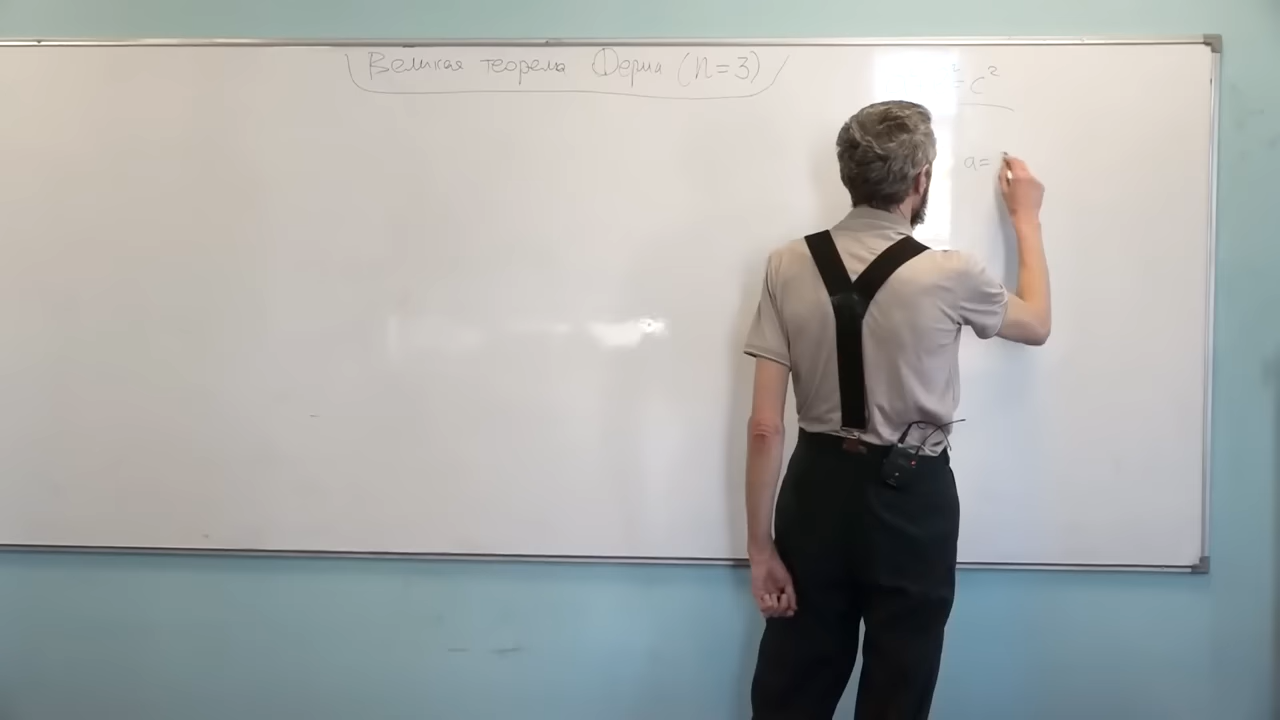 Великая теорема Ферма (n=3)
= c²
a=